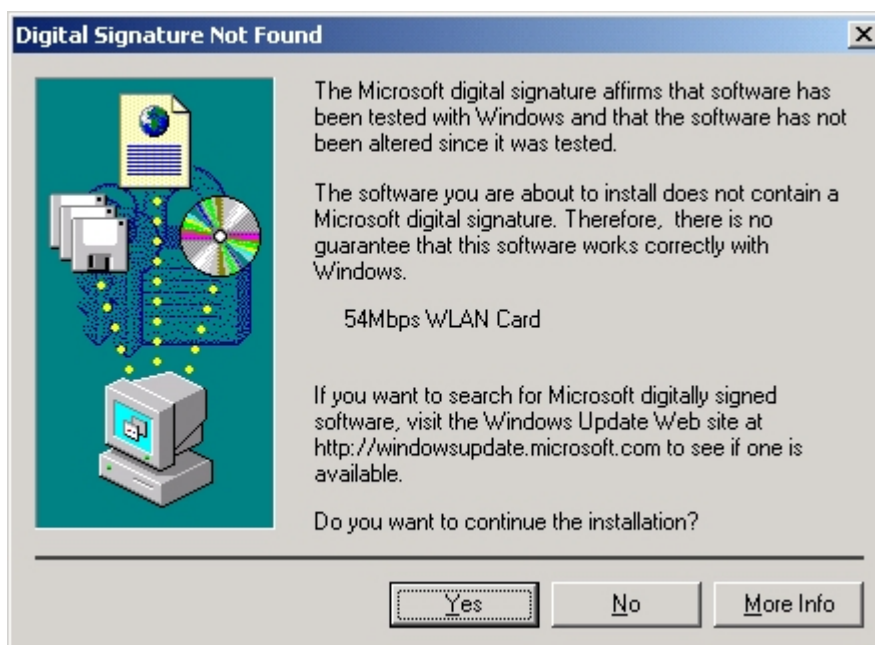 Digital Signature Not Found
The Microsoft digital signature affirms that software has
been tested with Windows and that the software has not
been altered since it was tested.
The software you are about to install does not contain a
Microsoft digital signature. Therefore,  there is no
guarantee that this software works correctly with
Windows.
54Mbps WLAN Card
If you want to search for Microsoft digitally signed
software, visit the Windows Update Web site at
http://windowsupdate.microsoft.com to see if one is
available.
Do you want to continue the installation?
Yes No More Info